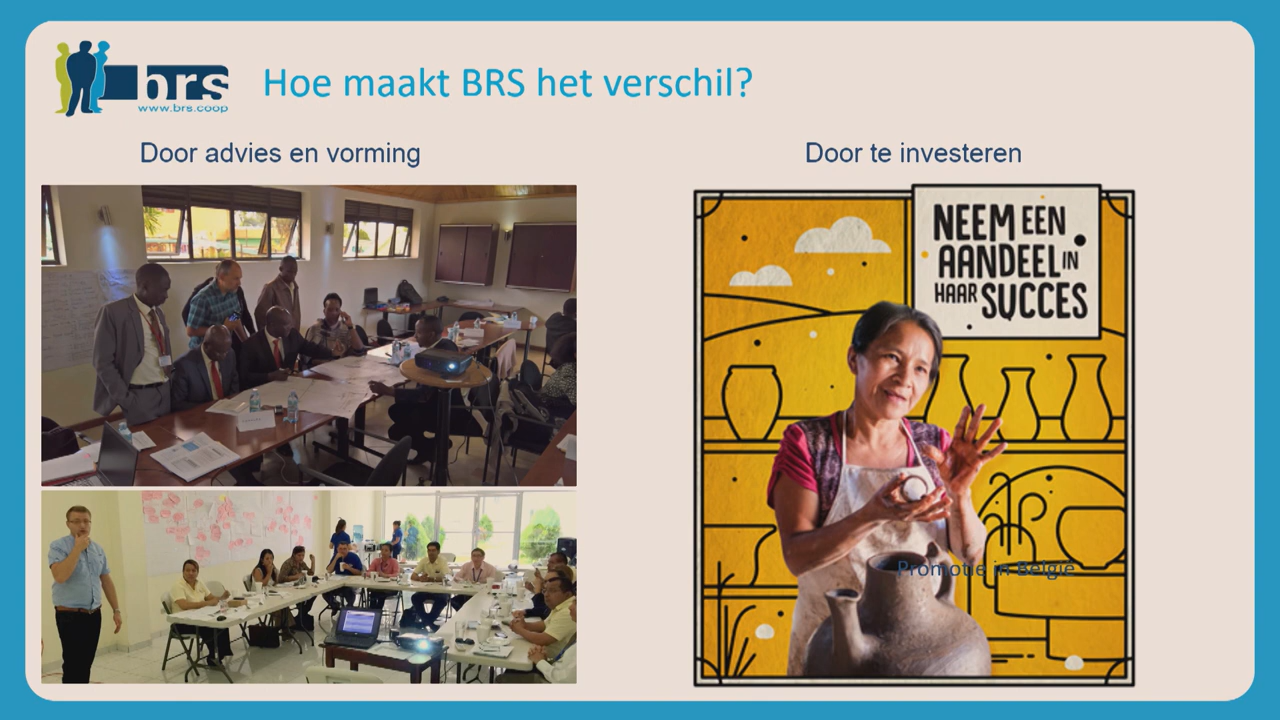 brs
www.brs.coop
Hoe maakt BRS het verschil?
Door advies en vorming
Door te investeren
NEEM EEN
AANDEEL IN
HAAR SUCCES
Promotie in België